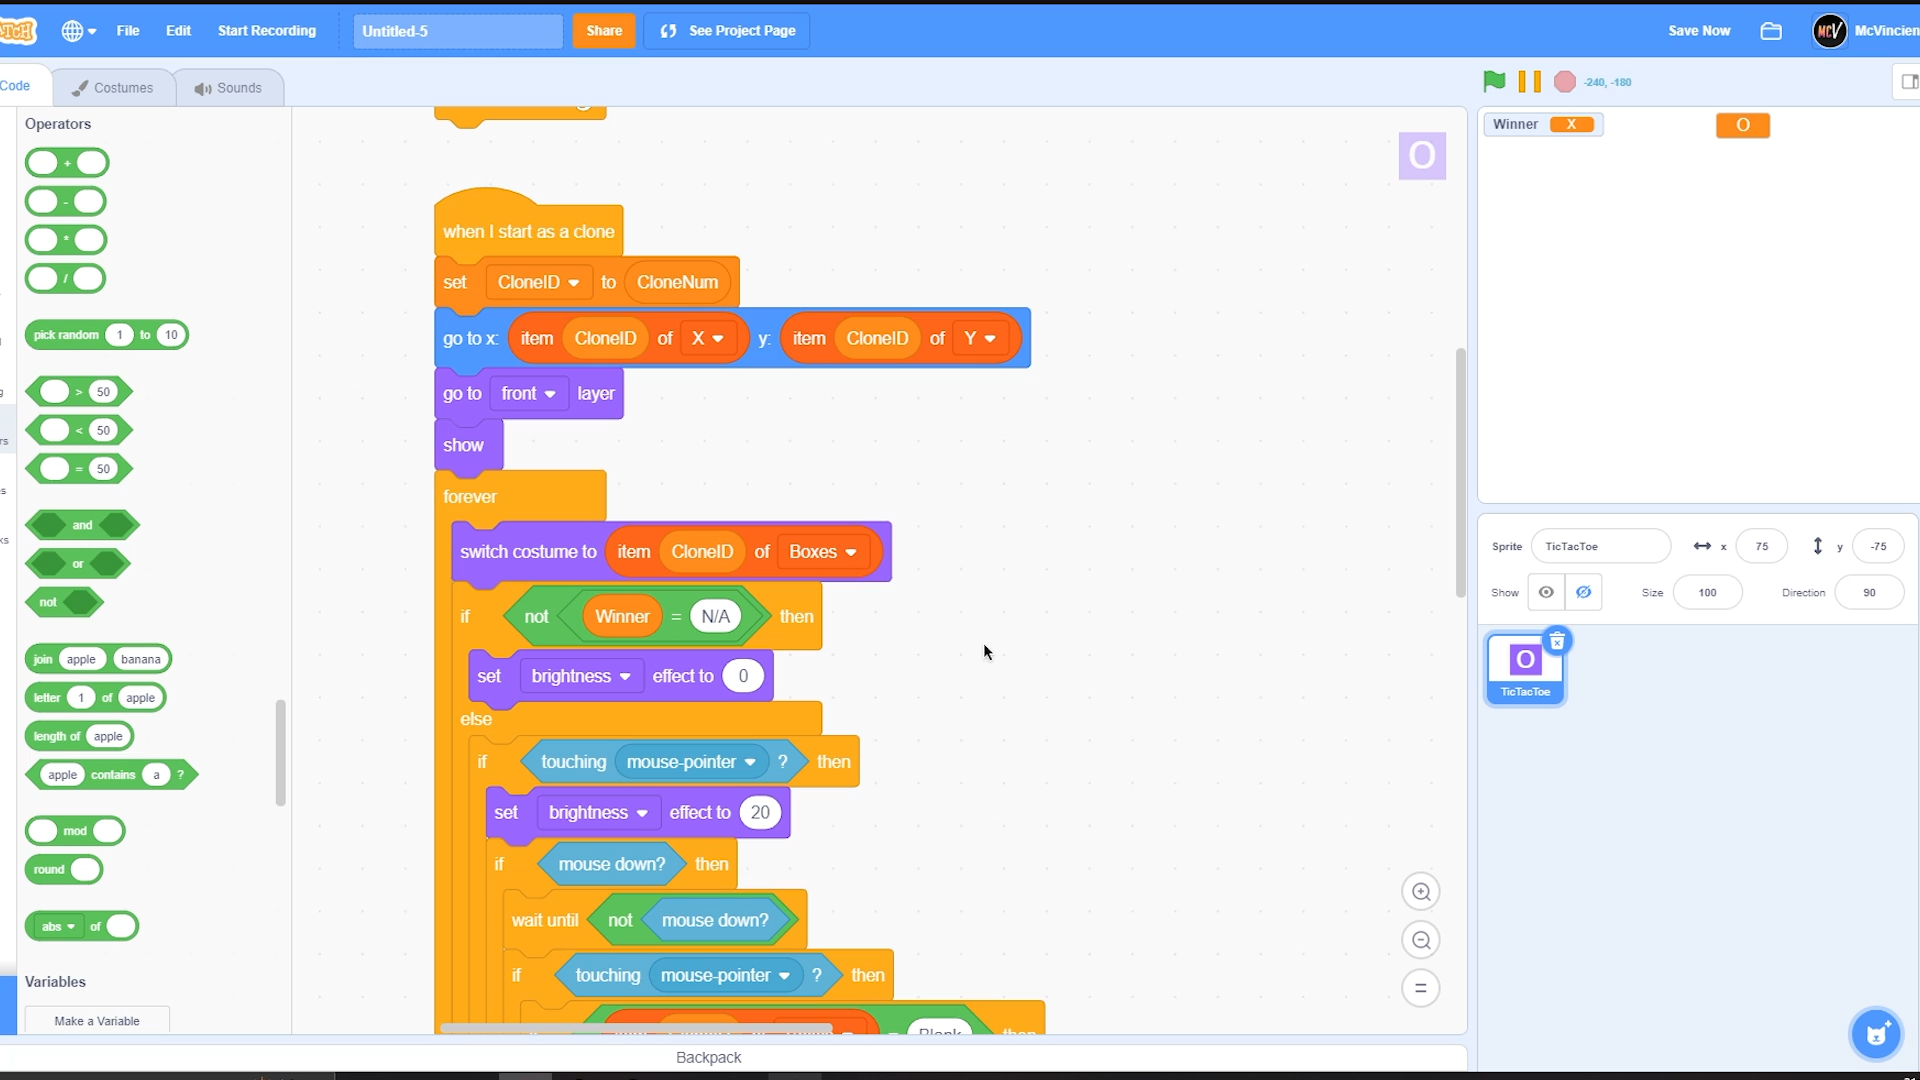 File Edit Start Recording Untitled-5 Share See Project Page Save Now McVincien
Code Costumes Sounds -240, -180
Operators
Winner X O
+
-
*
/
pick random 1 to 10
> 50
< 50
= 50
and
or
not
join apple banana
letter 1 of apple
length of apple
apple contains a ?
mod
round
abs of
Variables
Make a Variable
O
when I start as a clone
set CloneID to CloneNum
go to x: item CloneID of X y: item CloneID of Y
go to front layer
show
forever
switch costume to item CloneID of Boxes
if not Winner = N/A then
set brightness effect to 0
else
if touching mouse-pointer ? then
set brightness effect to 20
if mouse down? then
wait until not mouse down?
if touching mouse-pointer ? then
= Blank then
Backpack
Sprite TicTacToe x 75 y -75
Show Size 100 Direction 90
O
TicTacToe